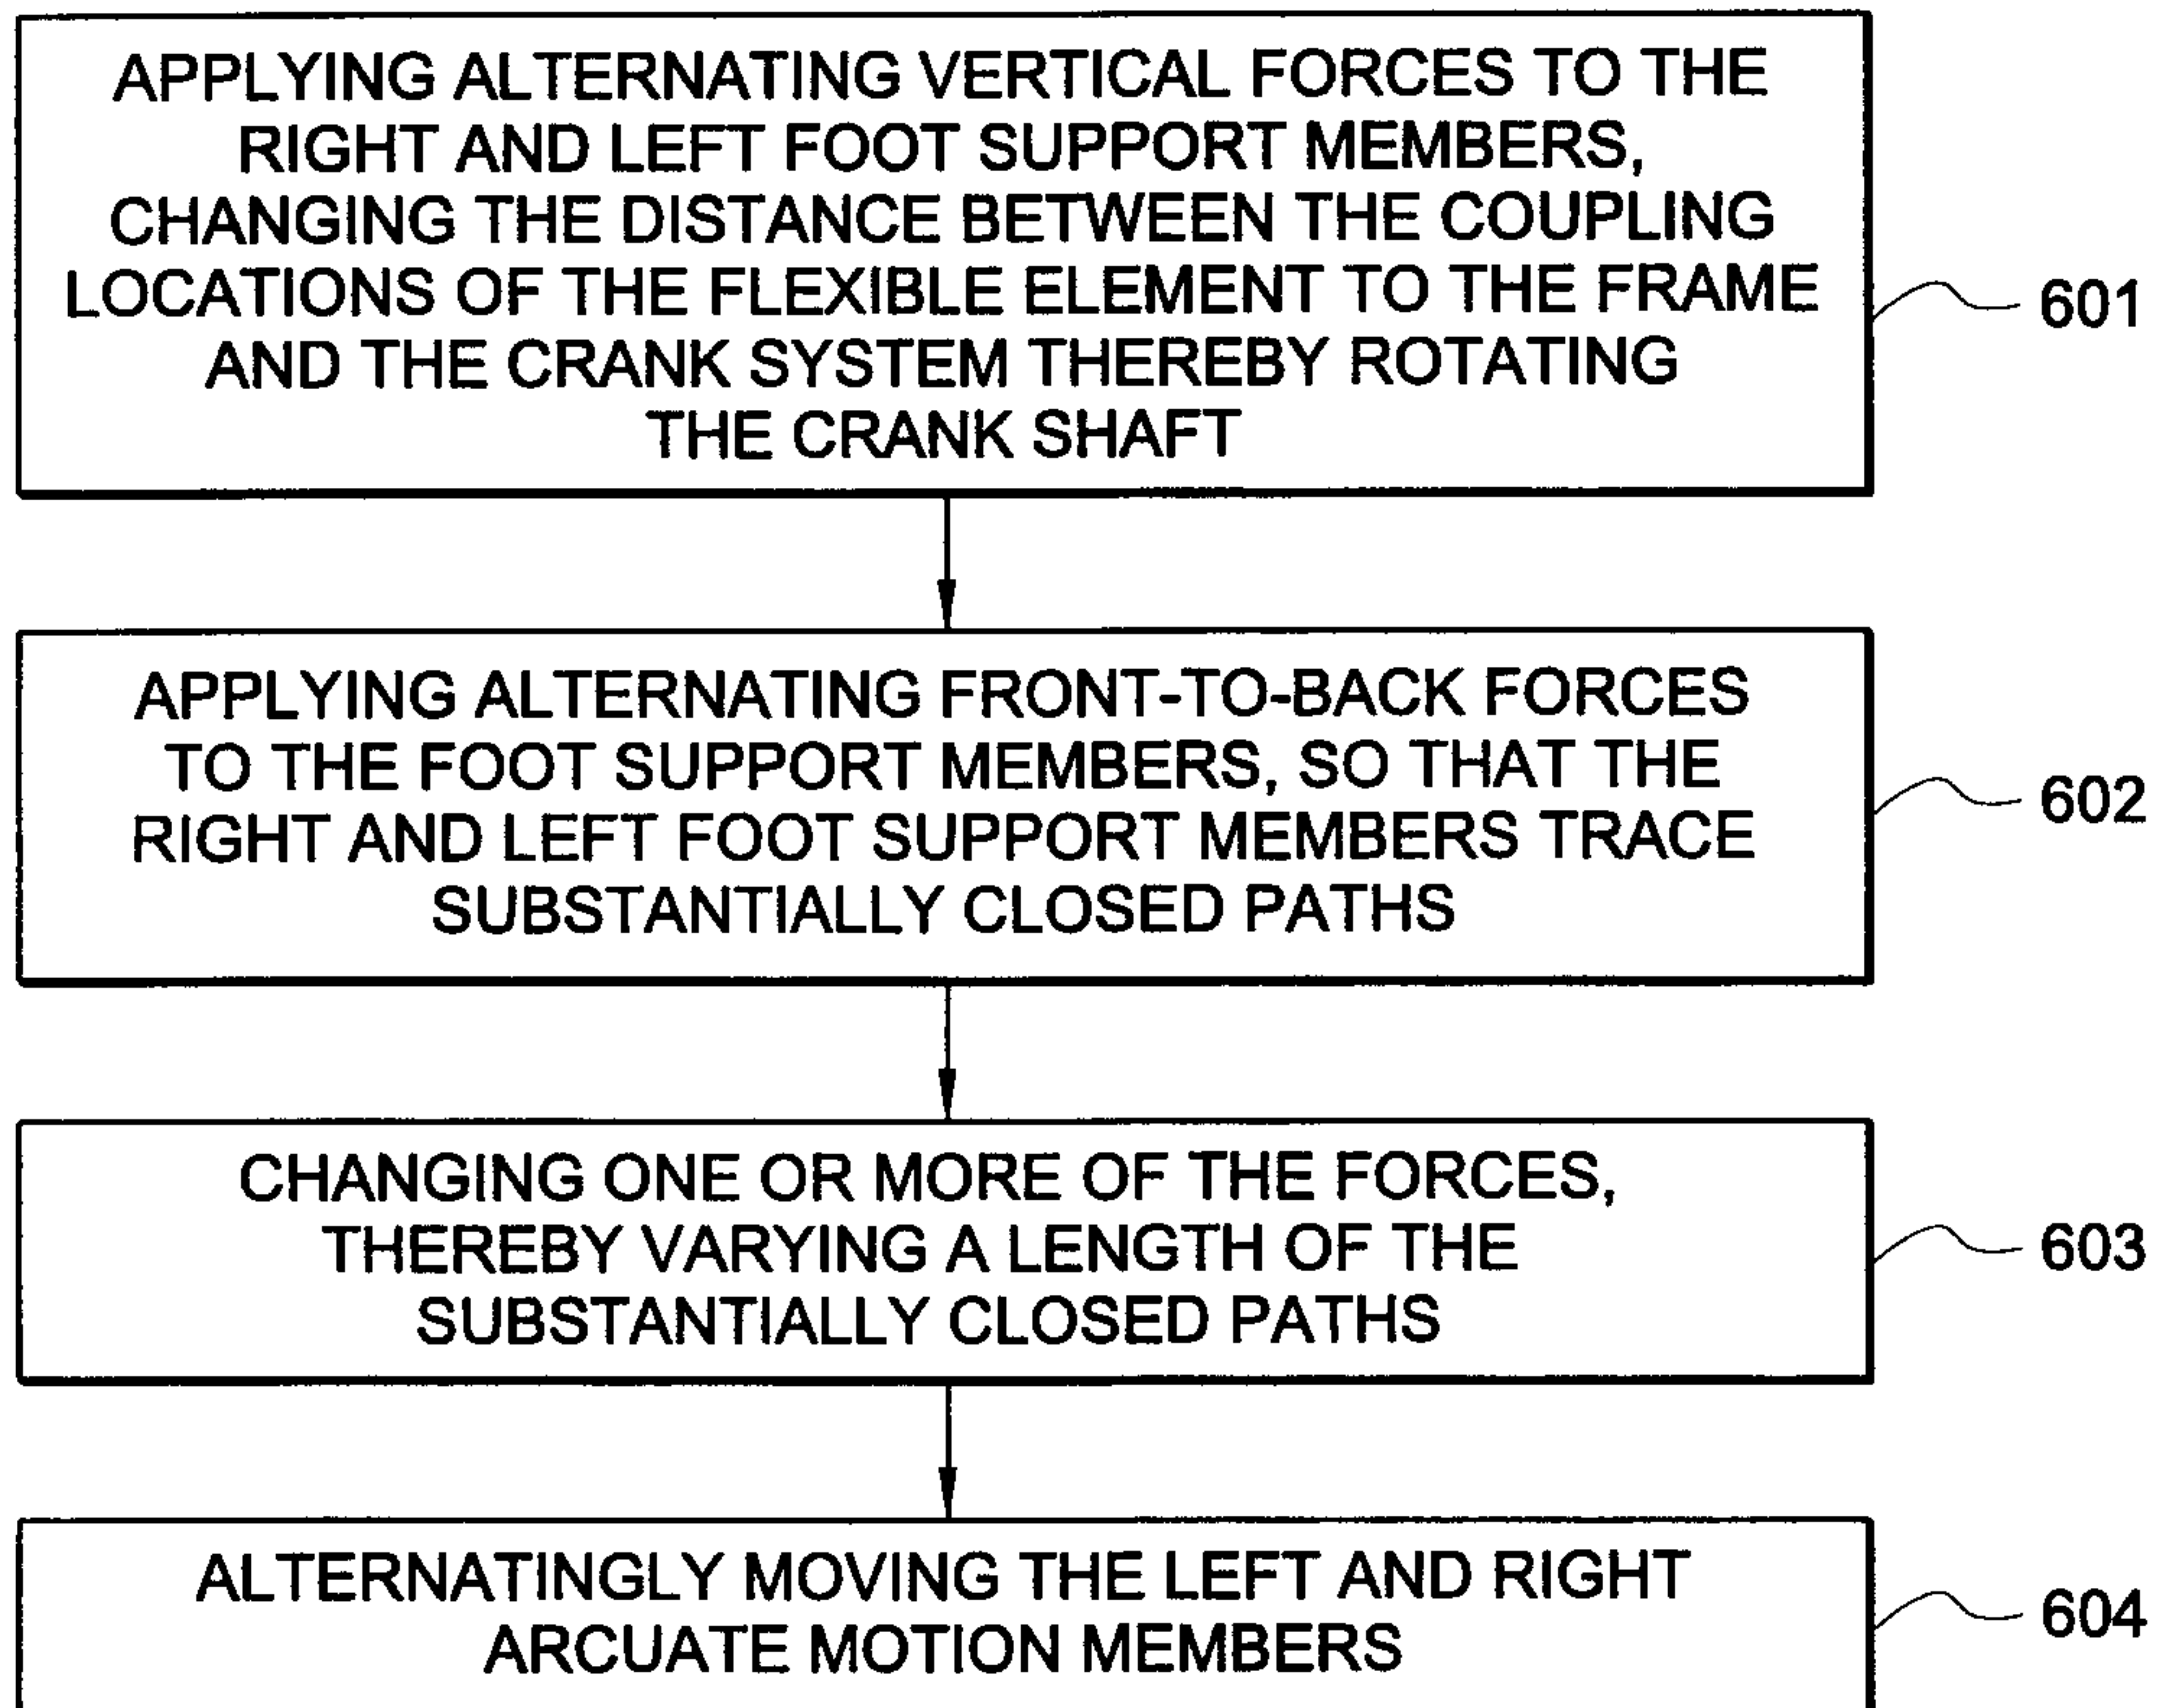 APPLYING ALTERNATING VERTICAL FORCES TO THE
RIGHT AND LEFT FOOT SUPPORT MEMBERS,
CHANGING THE DISTANCE BETWEEN THE COUPLING
LOCATIONS OF THE FLEXIBLE ELEMENT TO THE FRAME
AND THE CRANK SYSTEM THEREBY ROTATING
THE CRANK SHAFT
601
APPLYING ALTERNATING FRONT-TO-BACK FORCES
TO THE FOOT SUPPORT MEMBERS, SO THAT THE
RIGHT AND LEFT FOOT SUPPORT MEMBERS TRACE
SUBSTANTIALLY CLOSED PATHS
602
CHANGING ONE OR MORE OF THE FORCES,
THEREBY VARYING A LENGTH OF THE
SUBSTANTIALLY CLOSED PATHS
603
ALTERNATINGLY MOVING THE LEFT AND RIGHT
ARCUATE MOTION MEMBERS
604